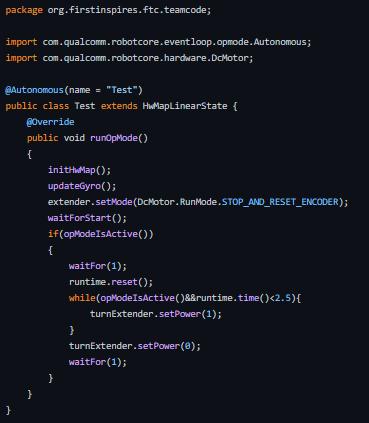 package org.firstinspires.ftc.teamcode;
import com.qualcomm.robotcore.eventloop.opmode.Autonomous;
import com.qualcomm.robotcore.hardware.DcMotor;
@Autonomous(name = "Test")
public class Test extends HwMapLinearState {
    @Override
    public void runOpMode()
    {
        initHwMap();
        updateGyro();
        extender.setMode(DcMotor.RunMode.STOP_AND_RESET_ENCODER);
        waitForStart();
        if(opModeIsActive())
        {
            waitFor(1);
            runtime.reset();
            while(opModeIsActive()&&runtime.time()<2.5){
                turnExtender.setPower(1);
            }
            turnExtender.setPower(0);
            waitFor(1);
        }
    }
}